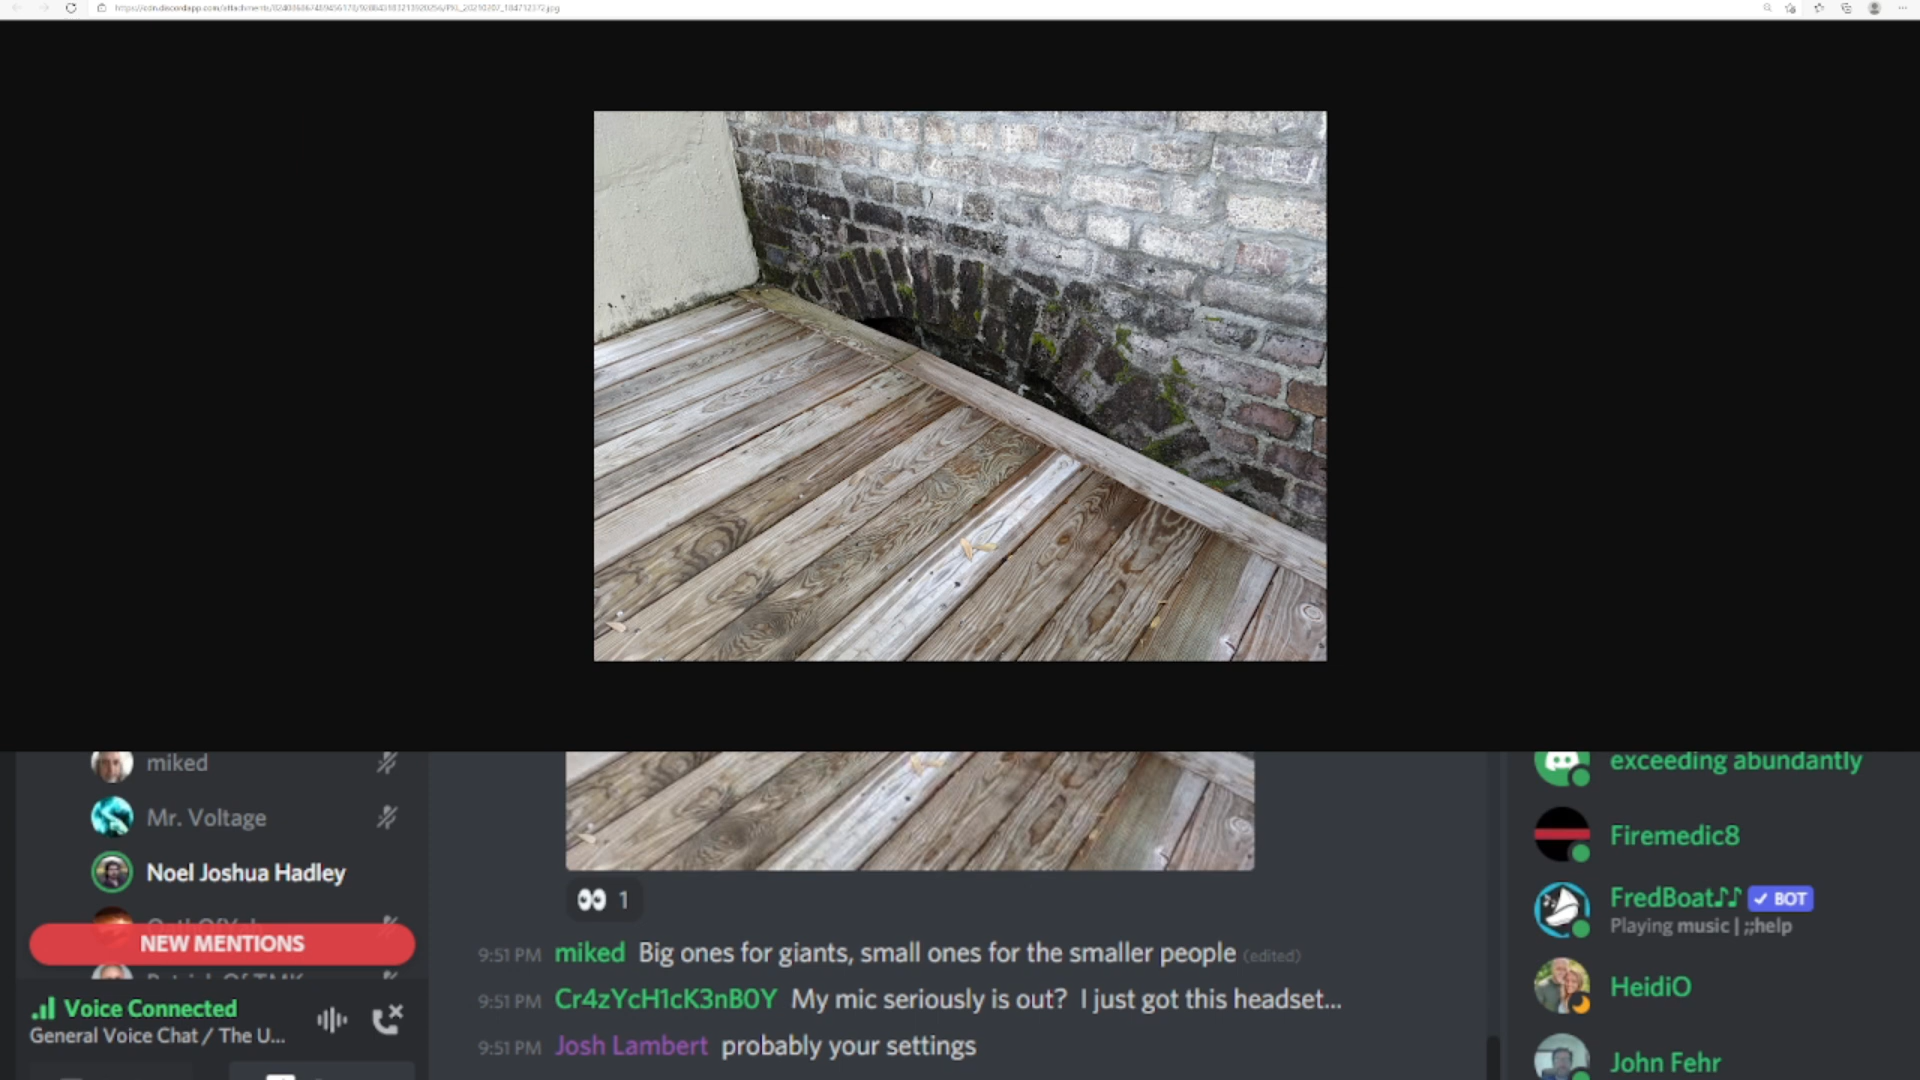 miked
Mr. Voltage
Noel Joshua Hadley
NEW MENTIONS
Voice Connected
General Voice Chat / The U...
1
9:51 PM miked Big ones for giants, small ones for the smaller people (edited)
9:51 PM Cr4zYcH1cK3nB0Y My mic seriously is out? I just got this headset...
9:51 PM Josh Lambert probably your settings
exceeding abundantly
Firemedic8
FredBoat♪♪ ✓ BOT
Playing music | ;;help
HeidiO
John Fehr